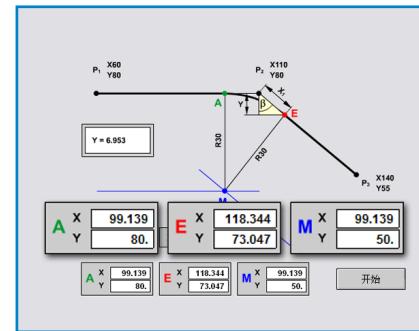 P₁ X60
Y80
P₂ X110
Y80
A
Y
β
X₁
E
R30
R30
Y = 6.953
P₃ X140
Y55
M
A X 99.139
Y 80.
E X 118.344
Y 73.047
M X 99.139
Y 50.
A X 99.139
Y 80.
E X 118.344
Y 73.047
M X 99.139
Y 50.
开始